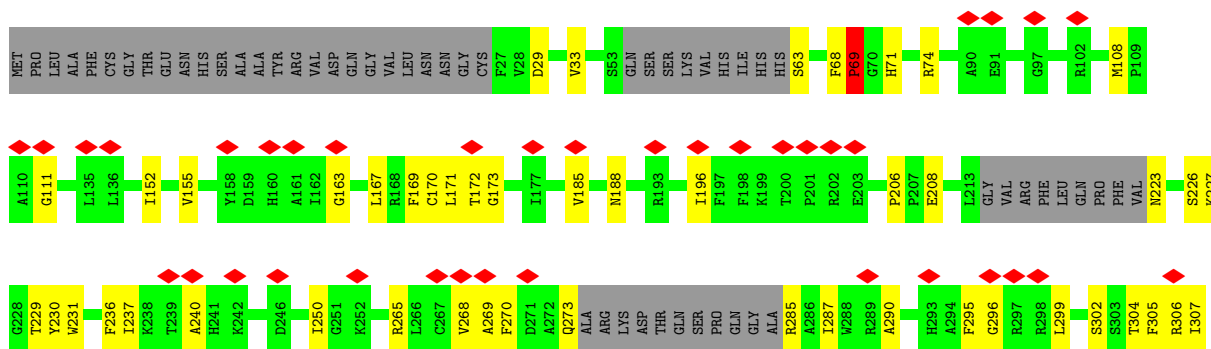 MET PRO LEU ALA ALA PHE CYS GLY THR GLU ASN HIS SER ALA ALA TYR ARG VAL ASP GLN GLY VAL LEU ASN ASN GLY CYS F27 V28 D29 V33 S53 GLN SER SER LYS VAL HIS ILE HIS HIS S63 F68 P69 G70 H71 R74 A90 E91 G97 R102 M108 P109
A110 G111 L135 L136 I152 V155 Y158 D159 H160 A161 I162 G163 L167 R168 F169 C170 L171 T172 G173 I177 V185 N188 R193 I196 F197 F198 K199 T200 P201 R202 E203 P206 P207 E208 L213 GLY VAL ARG PHE LEU GLN PRO PHE VAL N223 S226 K227
G228 T229 Y230 W231 F236 I237 K238 T239 A240 H241 K242 D246 I250 G251 K252 R265 L266 C267 V268 A269 F270 D271 A272 Q273 ALA ARG LYS ASP THR GLN SER PRO GLN GLY ALA R285 A286 I287 W288 R289 A290 H293 A294 F295 G296 R297 R298 L299 S302 S303 T304 F305 R306 I307